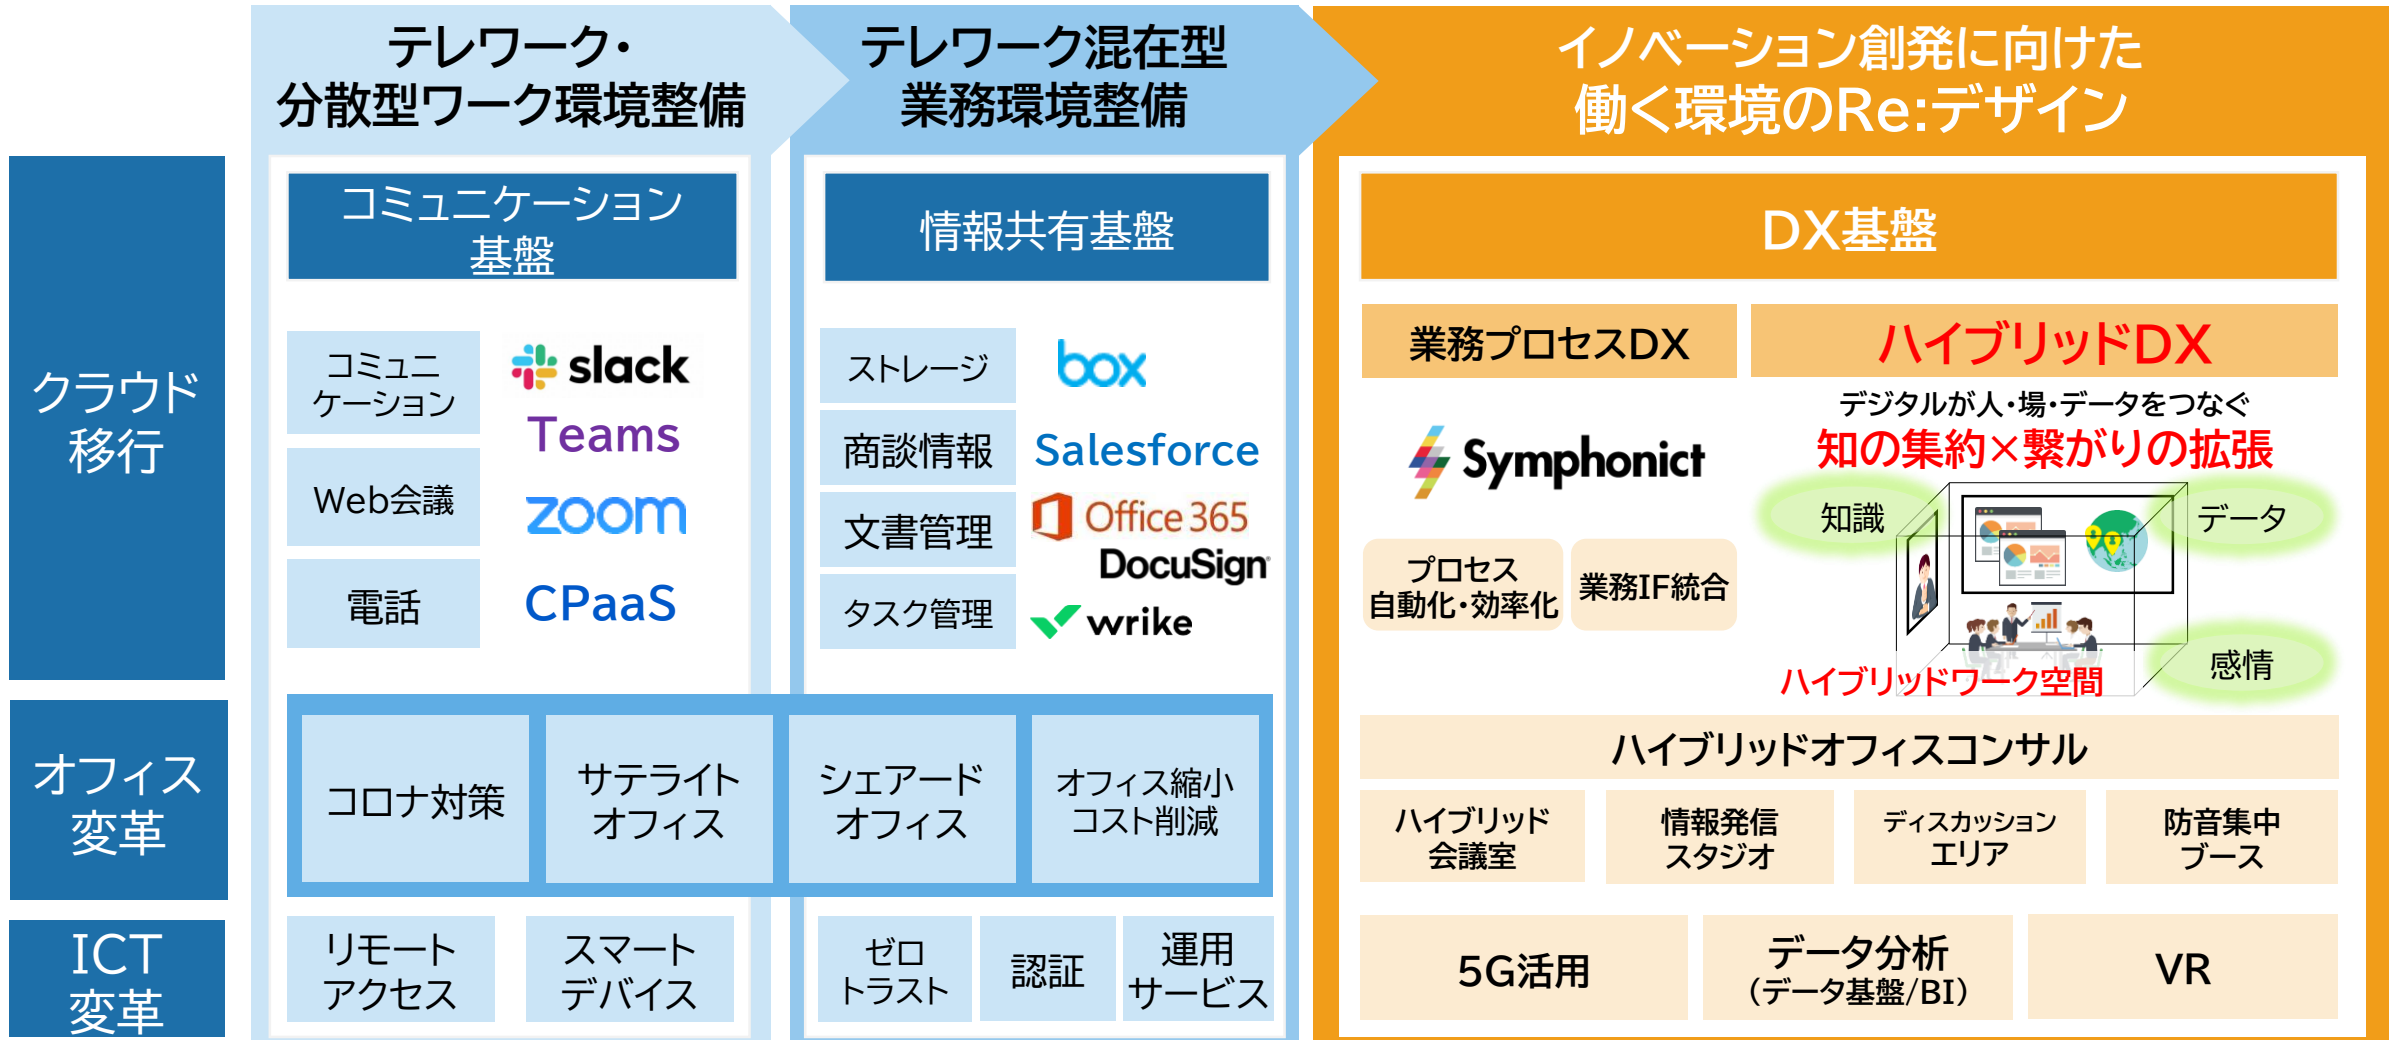 テレワーク・
分散型ワーク環境整備
テレワーク混在型
業務環境整備
イノベーション創発に向けた
働く環境のRe:デザイン
クラウド
移行
コミュニケーション
基盤
コミュニ
ケーション
slack
Teams
Web会議
zoom
電話
CPaaS
情報共有基盤
ストレージ
box
商談情報
Salesforce
文書管理
Office 365
DocuSign
タスク管理
wrike
DX基盤
業務プロセスDX
Symphonict
プロセス
自動化・効率化
業務IF統合
ハイブリッドDX
デジタルが人・場・データをつなぐ
知の集約×繋がりの拡張
知識
データ
感情
ハイブリッドワーク空間
オフィス
変革
コロナ対策
サテライト
オフィス
シェアード
オフィス
オフィス縮小
コスト削減
ハイブリッドオフィスコンサル
ハイブリッド
会議室
情報発信
スタジオ
ディスカッション
エリア
防音集中
ブース
ICT
変革
リモート
アクセス
スマート
デバイス
ゼロ
トラスト
認証
運用
サービス
5G活用
データ分析
（データ基盤/BI）
VR